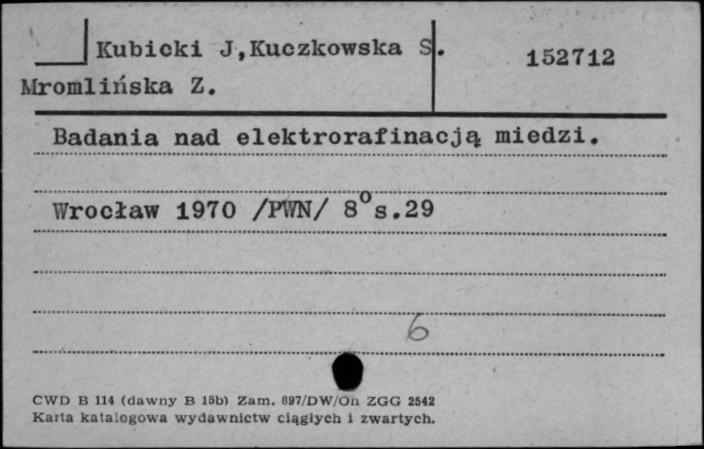 Kubicki J,Kuczkowska S.
152712
Mromlińska Z.
Badania nad elektrorafinacją miedzi.
Wrocław 1970 /PWN/ 8° s.29
6
CWD B 114 (dawny B 15b) Zam. 897/DW/On ZGG 2542
Karta katalogowa wydawnictw ciągłych i zwartych.